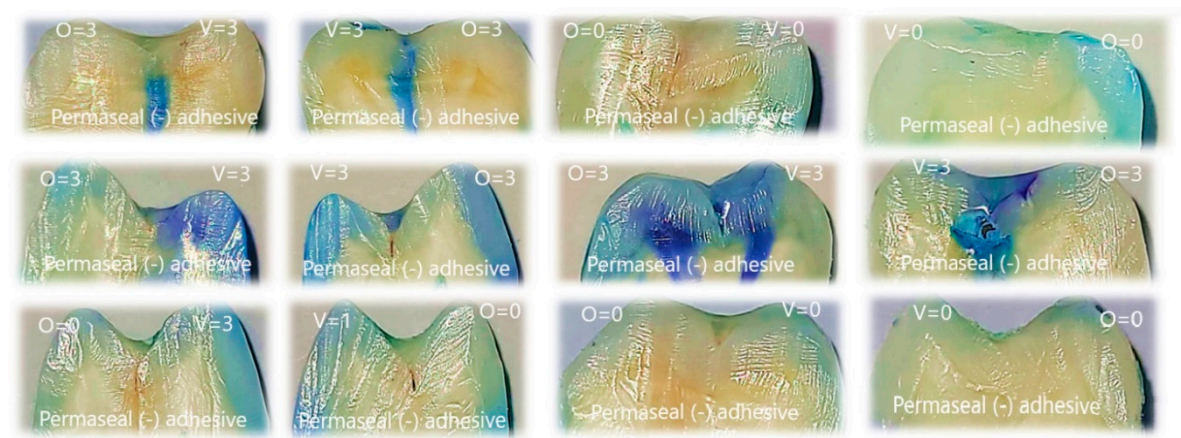 O=3 V=3
Permaseal (-) adhesive
V=3 O=3
Permaseal (-) adhesive
O=0 V=0
Permaseal (-) adhesive
V=0 O=0
Permaseal (-) adhesive
O=3 V=3
Permaseal (-) adhesive
V=3 O=3
Permaseal (-) adhesive
O=3 V=3
Permaseal (-) adhesive
V=3 O=3
Permaseal (-) adhesive
O=0 V=3
Permaseal (-) adhesive
V=1 O=0
Permaseal (-) adhesive
O=0 V=0
Permaseal (-) adhesive
V=0 O=0
Permaseal (-) adhesive